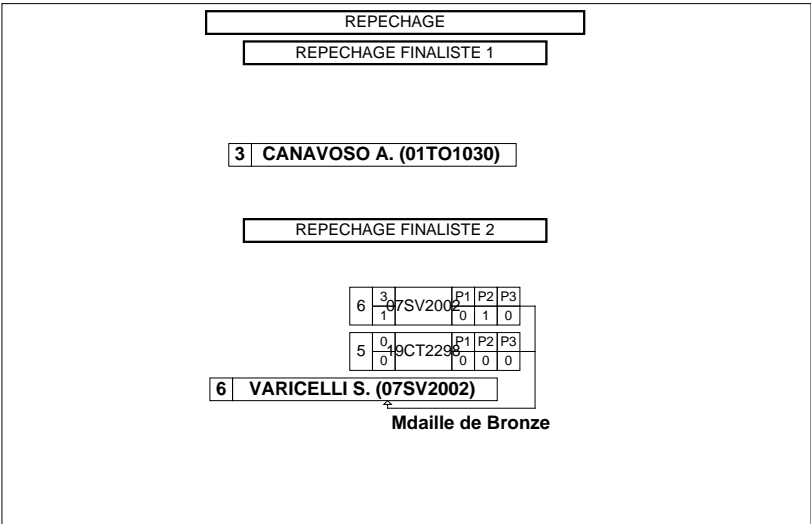 REPECHAGE
REPECHAGE FINALISTE 1
3 CANAVOSO A. (01TO1030)
REPECHAGE FINALISTE 2
6 3 07SV2002 P1 P2 P3
1 0 1 0
5 0 19CT2298 P1 P2 P3
0 0 0 0
6 VARICELLI S. (07SV2002)
Mdaille de Bronze